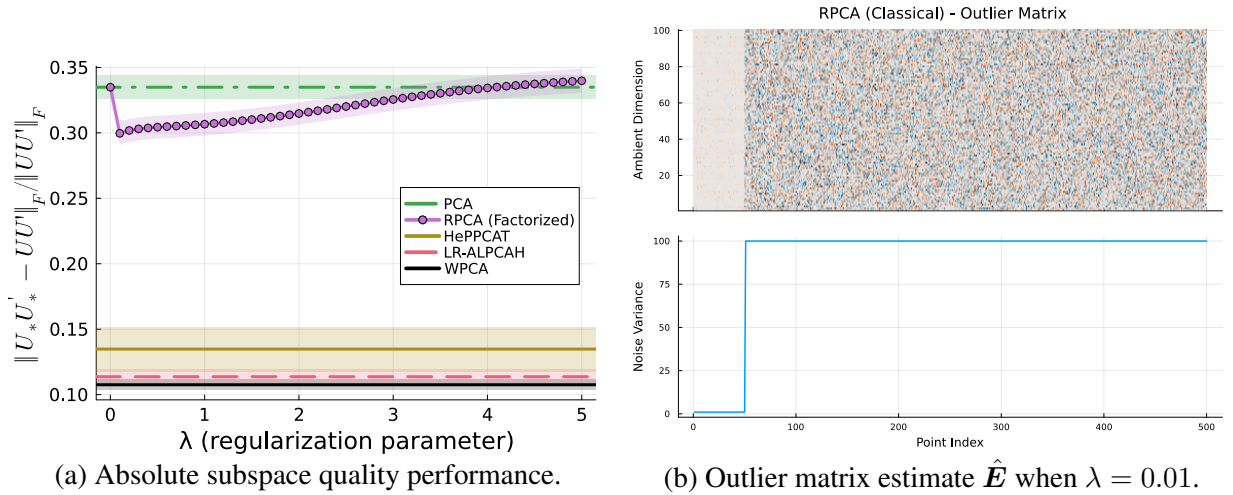 ‖U*U*' − UU'‖F/‖UU'‖F
0.35
0.30
0.25
0.20
0.15
0.10
0
1
2
3
4
5
λ (regularization parameter)
PCA
RPCA (Factorized)
HePPCAT
LR-ALPCAH
WPCA
(a) Absolute subspace quality performance.
RPCA (Classical) - Outlier Matrix
Ambient Dimension
100
80
60
40
20
Noise Variance
100
75
50
25
0
0
100
200
300
400
500
Point Index
(b) Outlier matrix estimate Ê when λ = 0.01.